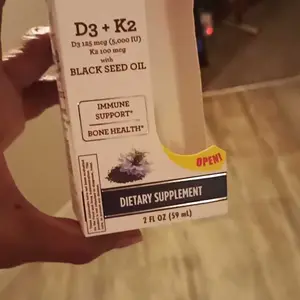 D3 + K2
D3 125 mcg (5,000 IU)
K2 100 mcg
with
BLACK SEED OIL
IMMUNE
SUPPORT*
BONE HEALTH*
OPEN!
DIETARY SUPPLEMENT
2 FL OZ (59 mL)